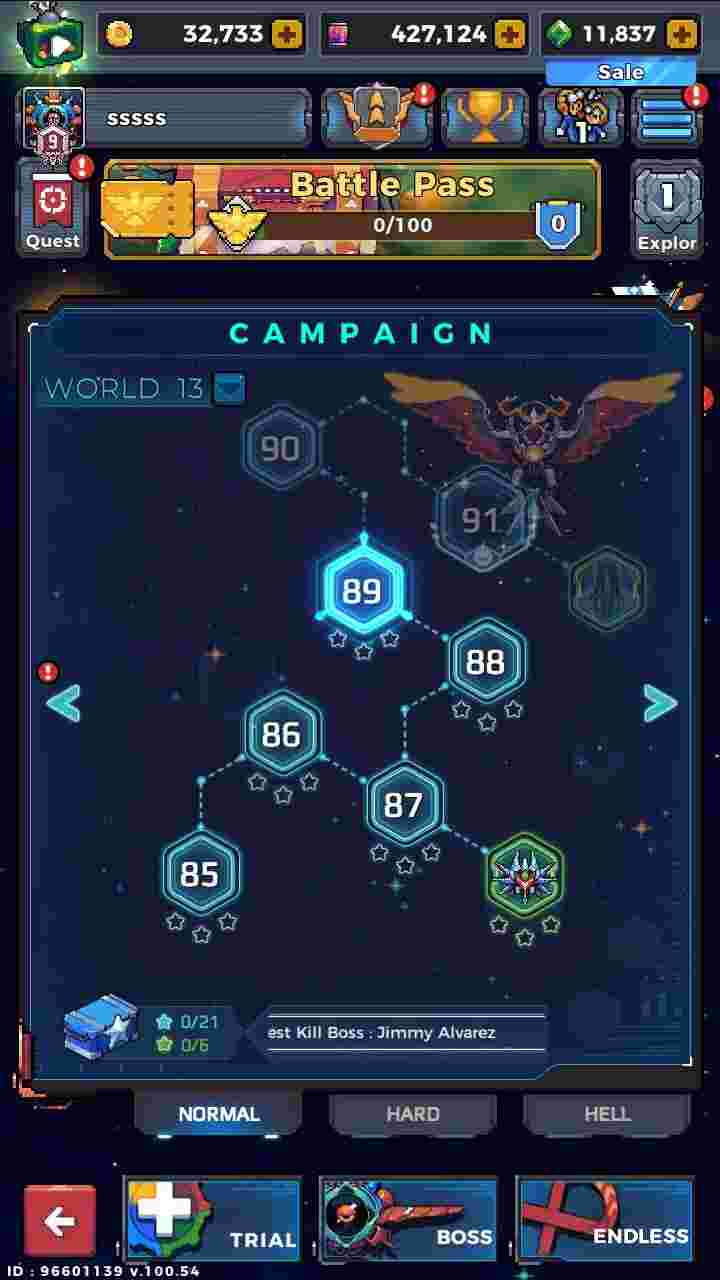 32,733
427,124
11,837
Sale
9
sssss
1
Quest
Battle Pass
0/100
0
1
Explor
CAMPAIGN
WORLD 13
90
91
89
88
86
87
85
0/21
0/6
est Kill Boss : Jimmy Alvarez
NORMAL
HARD
HELL
TRIAL
BOSS
ENDLESS
ID : 96601139 v.100.54